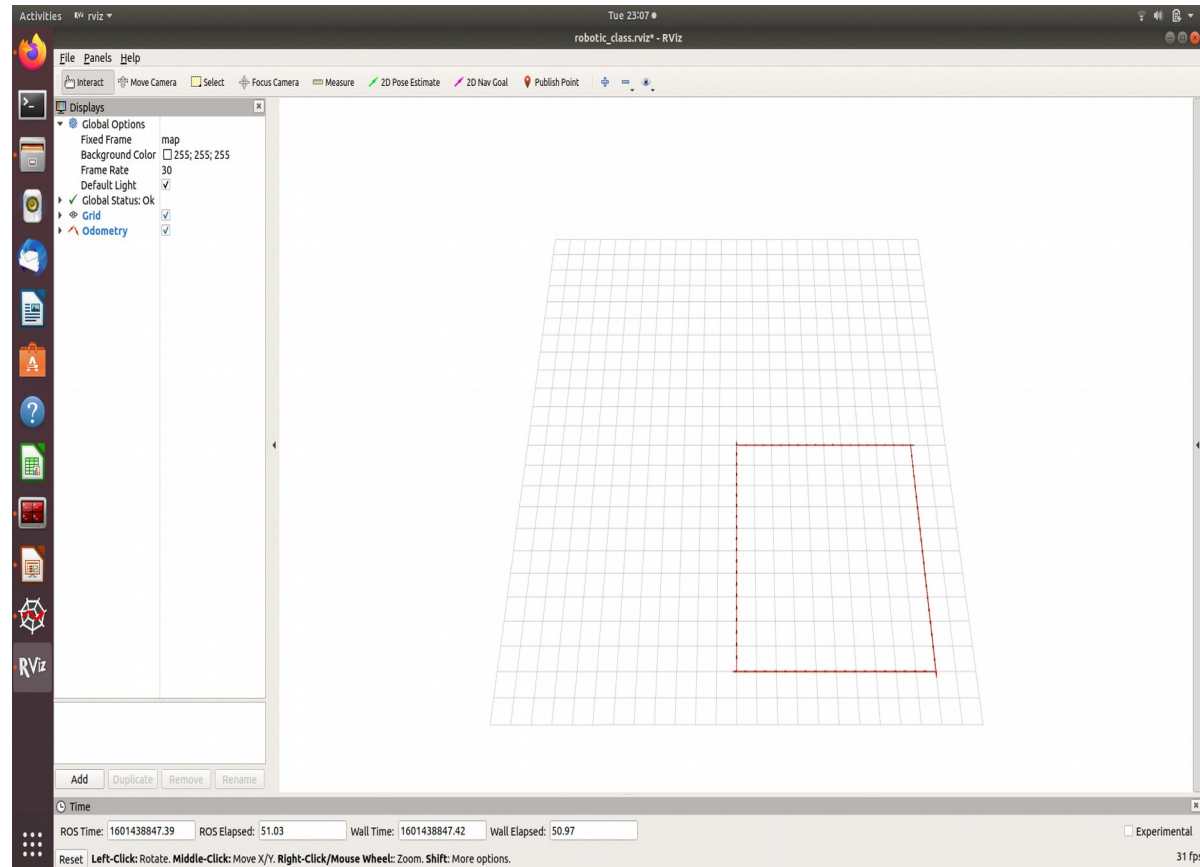 Activities RViz rviz Tue 23:07
robotic_class.rviz* - RViz
File Panels Help
Interact Move Camera Select Focus Camera Measure 2D Pose Estimate 2D Nav Goal Publish Point
Displays
Global Options
Fixed Frame map
Background Color 255; 255; 255
Frame Rate 30
Default Light
Global Status: Ok
Grid
Odometry
RViz
Add Duplicate Remove Rename
Time
ROS Time: 1601438847.39 ROS Elapsed: 51.03 Wall Time: 1601438847.42 Wall Elapsed: 50.97 Experimental
Reset Left-Click: Rotate. Middle-Click: Move X/Y. Right-Click/Mouse Wheel:: Zoom. Shift: More options. 31 fps